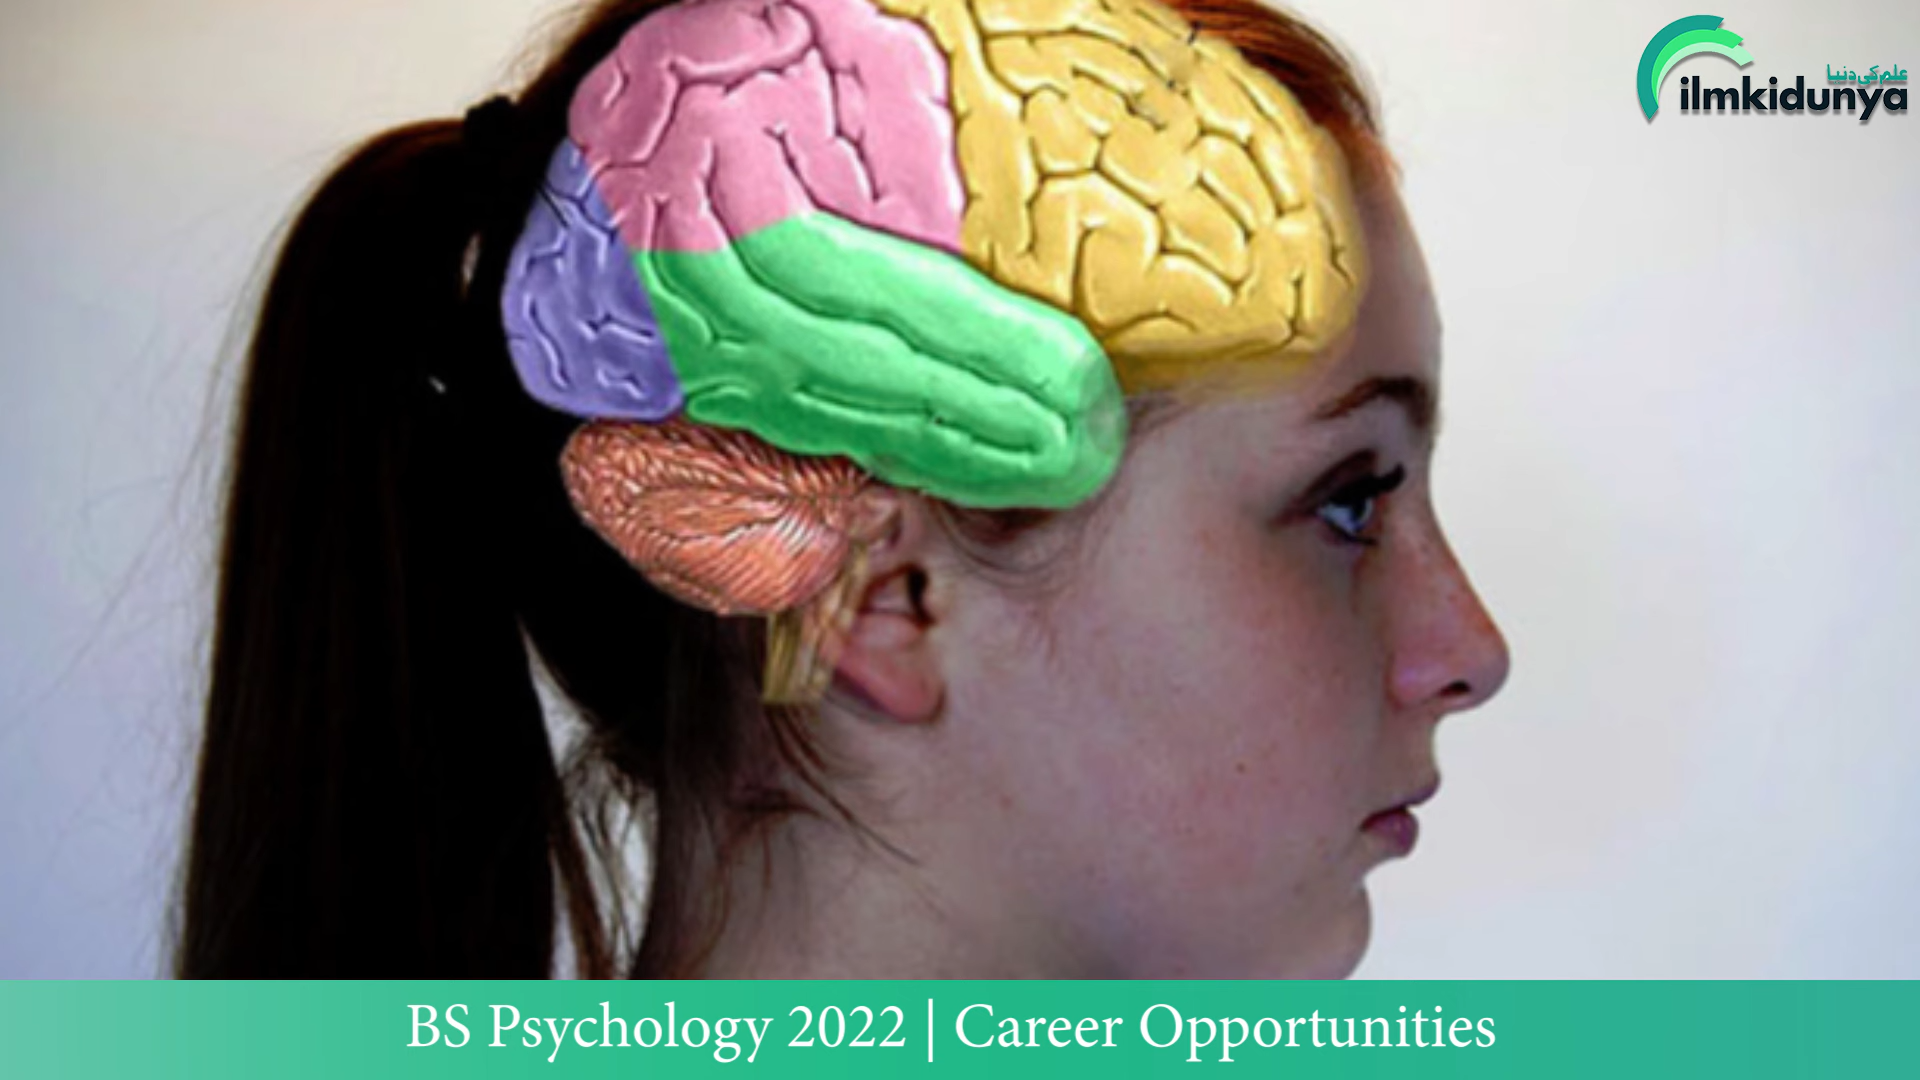 علم کی دنیا
ilmkidunya
BS Psychology 2022 | Career Opportunities